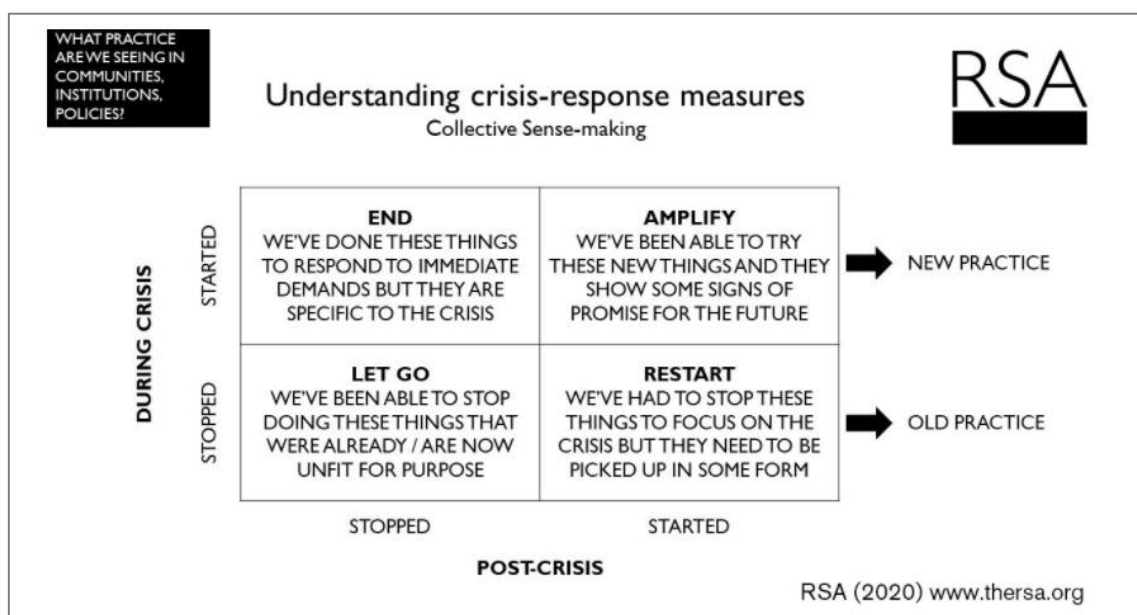 WHAT PRACTICE
ARE WE SEEING IN
COMMUNITIES,
INSTITUTIONS,
POLICIES?
Understanding crisis-response measures
Collective Sense-making
RSA
DURING CRISIS
STARTED
END
WE'VE DONE THESE THINGS
TO RESPOND TO IMMEDIATE
DEMANDS BUT THEY ARE
SPECIFIC TO THE CRISIS
AMPLIFY
WE'VE BEEN ABLE TO TRY
THESE NEW THINGS AND THEY
SHOW SOME SIGNS OF
PROMISE FOR THE FUTURE
NEW PRACTICE
STOPPED
LET GO
WE'VE BEEN ABLE TO STOP
DOING THESE THINGS THAT
WERE ALREADY / ARE NOW
UNFIT FOR PURPOSE
RESTART
WE'VE HAD TO STOP THESE
THINGS TO FOCUS ON THE
CRISIS BUT THEY NEED TO BE
PICKED UP IN SOME FORM
OLD PRACTICE
STOPPED
STARTED
POST-CRISIS
RSA (2020) www.thersa.org